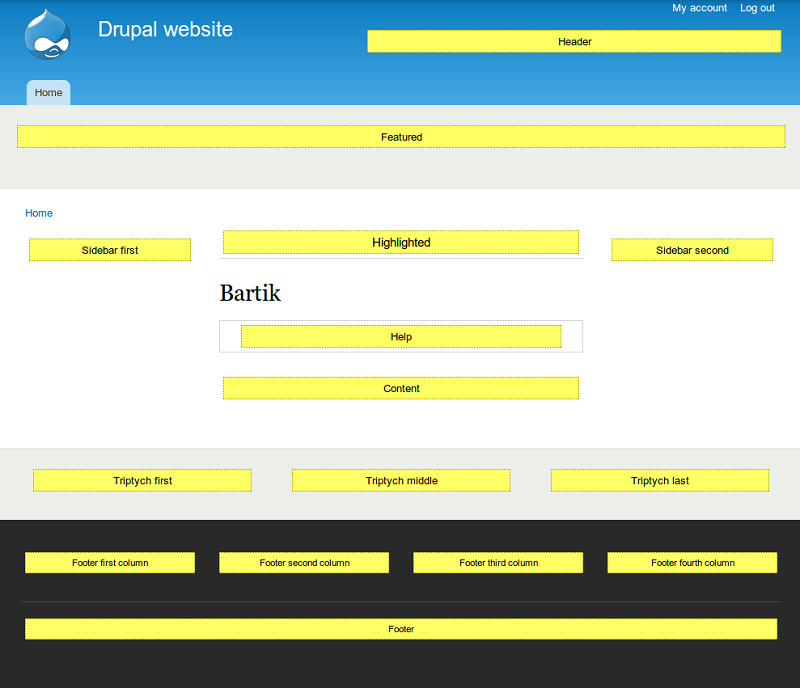 My account Log out
Drupal website
Header
Home
Featured
Home
Sidebar first
Highlighted
Sidebar second
Bartik
Help
Content
Triptych first Triptych middle Triptych last
Footer first column Footer second column Footer third column Footer fourth column
Footer